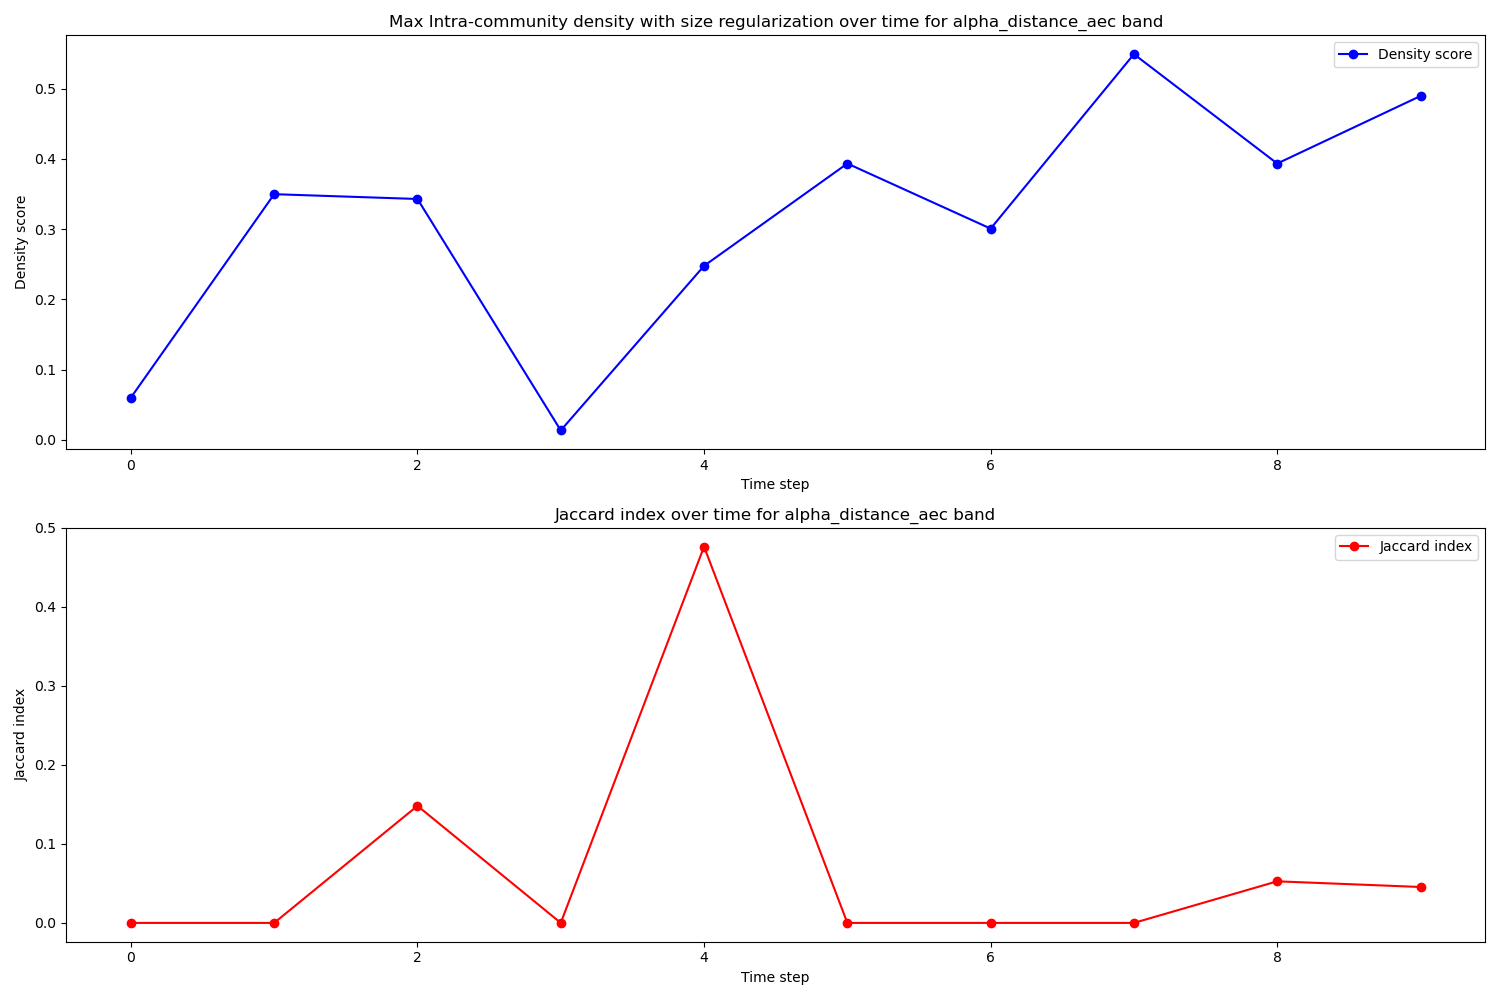 Max Intra-community density with size regularization over time for alpha_distance_aec band
Density score
0.5
0.4
0.3
0.2
0.1
0.0
Density score
0 2 4 6 8
Time step
Jaccard index over time for alpha_distance_aec band
Jaccard index
0.5
0.4
0.3
0.2
0.1
0.0
Jaccard index
0 2 4 6 8
Time step